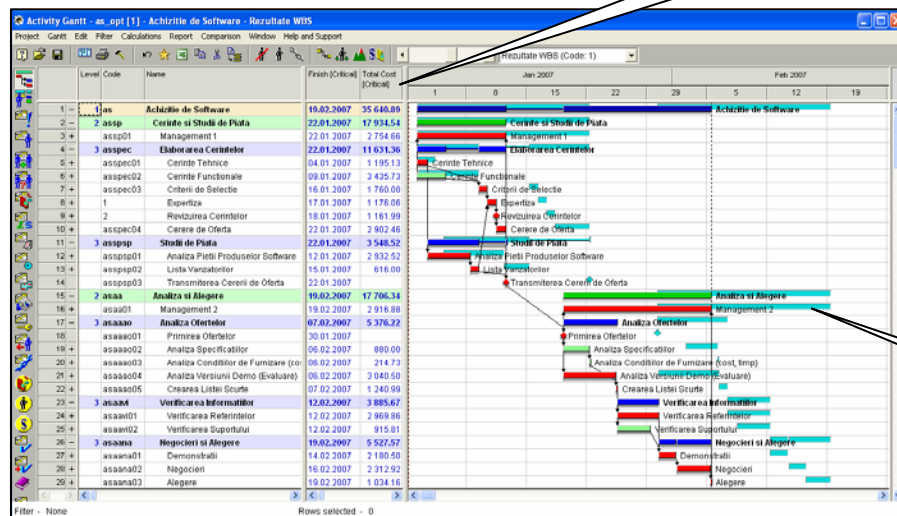 Activity Gantt - as_opt [1] - Achizitie de Software - Rezultate WBS
Project Gantt Edit Filter Calculations Report Comparison Window Help and Support
Rezultate WBS (Code: 1)
Level Code Name Finish [Critical] Total Cost [Critical] Jan 2007 Feb 2007
1 8 15 22 29 5 12 19
1 - 1 as Achizitie de Software 19.02.2007 35 640.89 Achizitie de Software
2 - 2 assp Cerinte si Studii de Piata 22.01.2007 17 934.54 Cerinte si Studii de Piata
3 + assp01 Management 1 22.01.2007 2 754.66 Management 1
4 - 3 asspec Elaborarea Cerintelor 22.01.2007 11 631.36 Elaborarea Cerintelor
5 + asspec01 Cerinte Tehnice 04.01.2007 1 195.13 Cerinte Tehnice
6 + asspec02 Cerinte Functionale 09.01.2007 3 435.73 Cerinte Functionale
7 + asspec03 Criterii de Selectie 16.01.2007 1 760.00 Criterii de Selectie
8 + 1 Expertiza 17.01.2007 1 176.06 Expertiza
9 + 2 Revizuirea Cerintelor 18.01.2007 1 161.99 Revizuirea Cerintelor
10 + asspec04 Cerere de Oferta 22.01.2007 2 902.46 Cerere de Oferta
11 - 3 asspsp Studii de Piata 22.01.2007 3 548.52 Studii de Piata
12 + asspsp01 Analiza Pietii Produselor Software 12.01.2007 2 932.52 Analiza Pietii Produselor Software
13 + asspsp02 Lista Vanzatorilor 15.01.2007 616.00 Lista Vanzatorilor
14 asspsp03 Transmiterea Cererii de Oferta 22.01.2007 Transmiterea Cererii de Oferta
15 - 2 asaa Analiza si Alegere 19.02.2007 17 706.34 Analiza si Alegere
16 + asaa01 Management 2 19.02.2007 2 916.88 Management 2
17 - 3 asaaao Analiza Ofertelor 07.02.2007 5 376.22 Analiza Ofertelor
18 asaaao01 Primirea Ofertelor 30.01.2007 Primirea Ofertelor
19 + asaaao02 Analiza Specificatiilor 06.02.2007 880.00 Analiza Specificatiilor
20 + asaaao03 Analiza Conditiilor de Furnizare (cos 06.02.2007 214.73 Analiza Conditiilor de Furnizare (cost, timp)
21 + asaaao04 Analiza Versiunii Demo (Evaluare) 06.02.2007 3 040.50 Analiza Versiunii Demo (Evaluare)
22 + asaaao05 Crearea Listei Scurte 07.02.2007 1 240.99 Crearea Listei Scurte
23 - 3 asaavi Verificarea Informatiilor 12.02.2007 3 885.67 Verificarea Informatiilor
24 + asaavi01 Verificarea Referintelor 12.02.2007 2 969.86 Verificarea Referintelor
25 + asaavi02 Verificarea Suportului 12.02.2007 915.81 Verificarea Suportului
26 - 3 asaana Negocieri si Alegere 19.02.2007 5 527.57 Negocieri si Alegere
27 + asaana01 Demonstratii 14.02.2007 2 180.50 Demonstratii
28 + asaana02 Negocieri 16.02.2007 2 312.92 Negocieri
29 + asaana03 Alegere 19.02.2007 1 034.16 Alegere
Filter - None Rows selected - 0